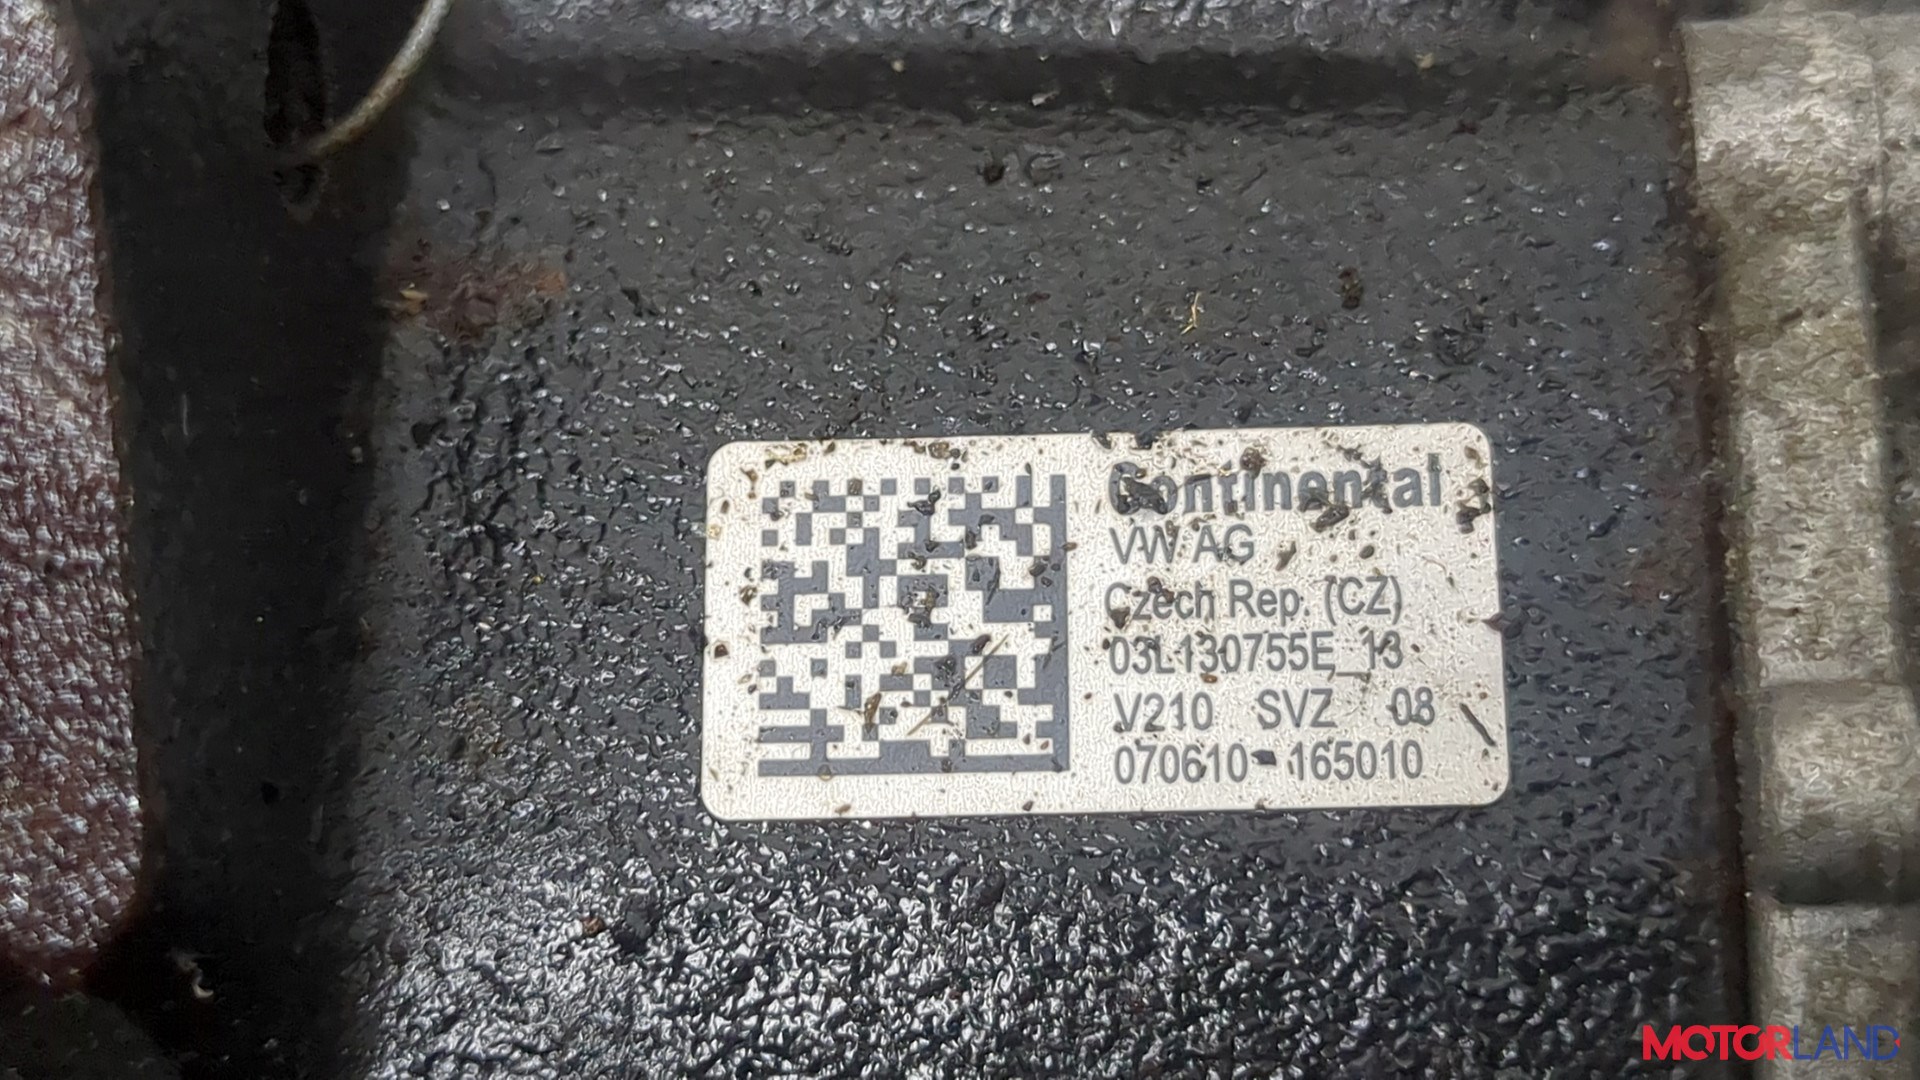 Continental
VW AG
Czech Rep. (CZ)
03L130755E_13
V210 SVZ 08
070610-165010
MOTORLAND